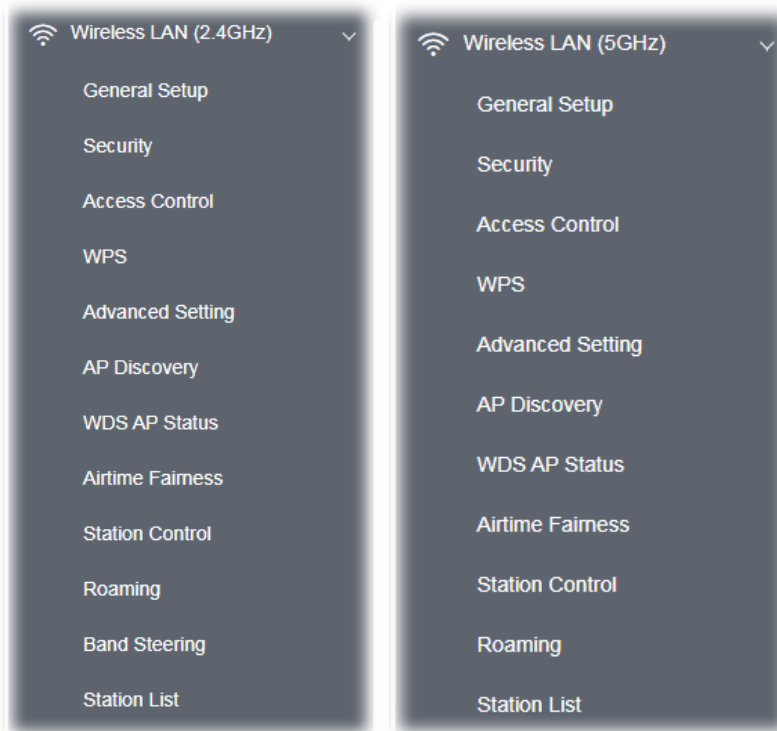 Wireless LAN (2.4GHz)
General Setup
Security
Access Control
WPS
Advanced Setting
AP Discovery
WDS AP Status
Airtime Fairness
Station Control
Roaming
Band Steering
Station List
Wireless LAN (5GHz)
General Setup
Security
Access Control
WPS
Advanced Setting
AP Discovery
WDS AP Status
Airtime Fairness
Station Control
Roaming
Station List